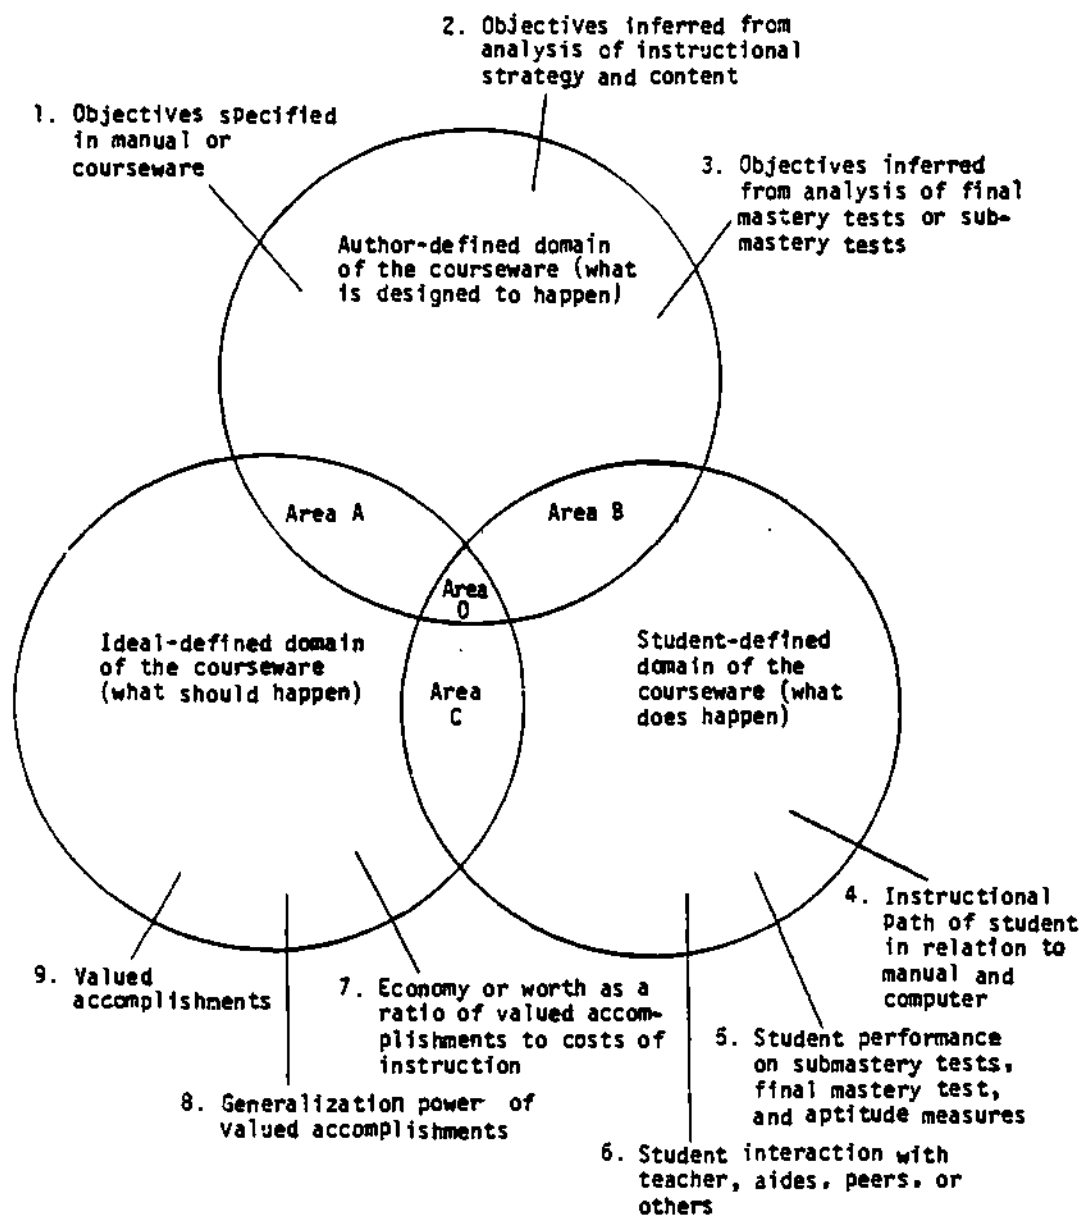 2. Objectives inferred from
analysis of instructional
strategy and content
1. Objectives specified
in manual or
courseware
3. Objectives inferred
from analysis of final
mastery tests or sub-
mastery tests
Author-defined domain
of the courseware (what
is designed to happen)
Area A
Area B
Area
D
Ideal-defined domain
of the courseware
(what should happen)
Area
C
Student-defined
domain of the
courseware (what
does happen)
4. Instructional
Path of student
in relation to
manual and
computer
9. Valued
accomplishments
7. Economy or worth as a
ratio of valued accom-
plishments to costs of
instruction
5. Student performance
on submastery tests,
final mastery test,
and aptitude measures
8. Generalization power of
valued accomplishments
6. Student interaction with
teacher, aides, peers, or
others